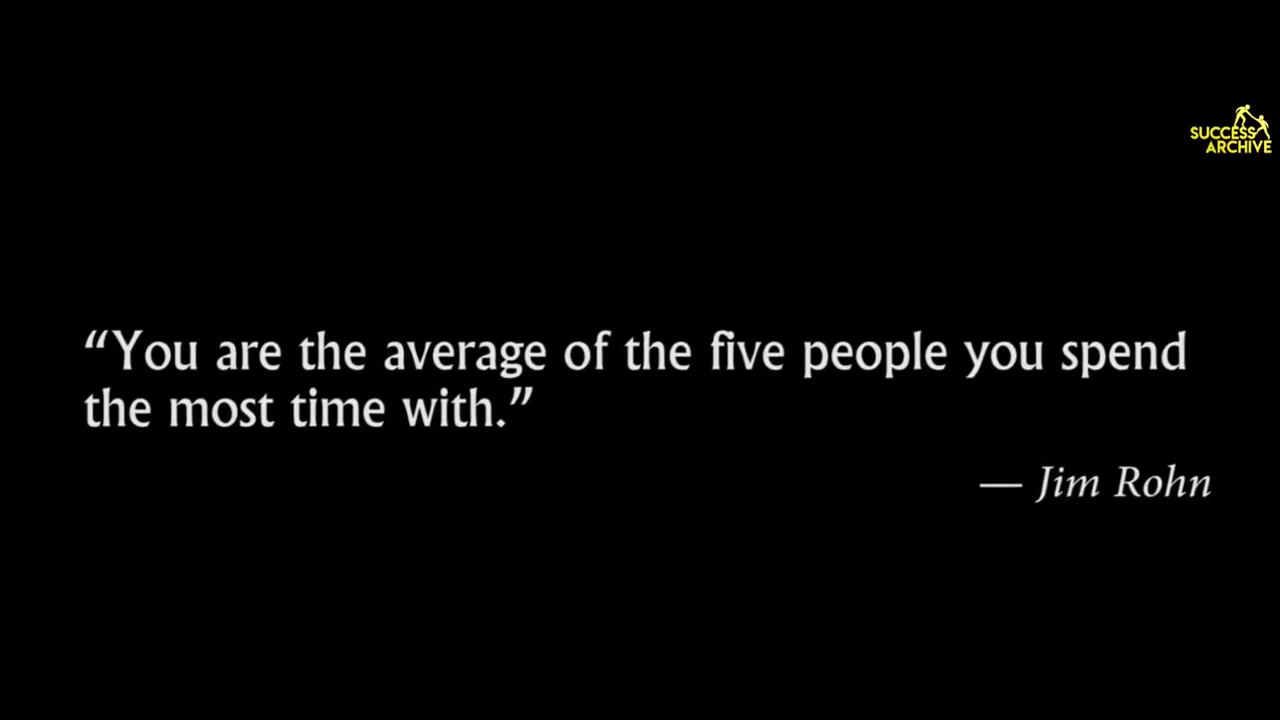 SUCCESS
ARCHIVE
“You are the average of the five people you spend
the most time with.”
— Jim Rohn